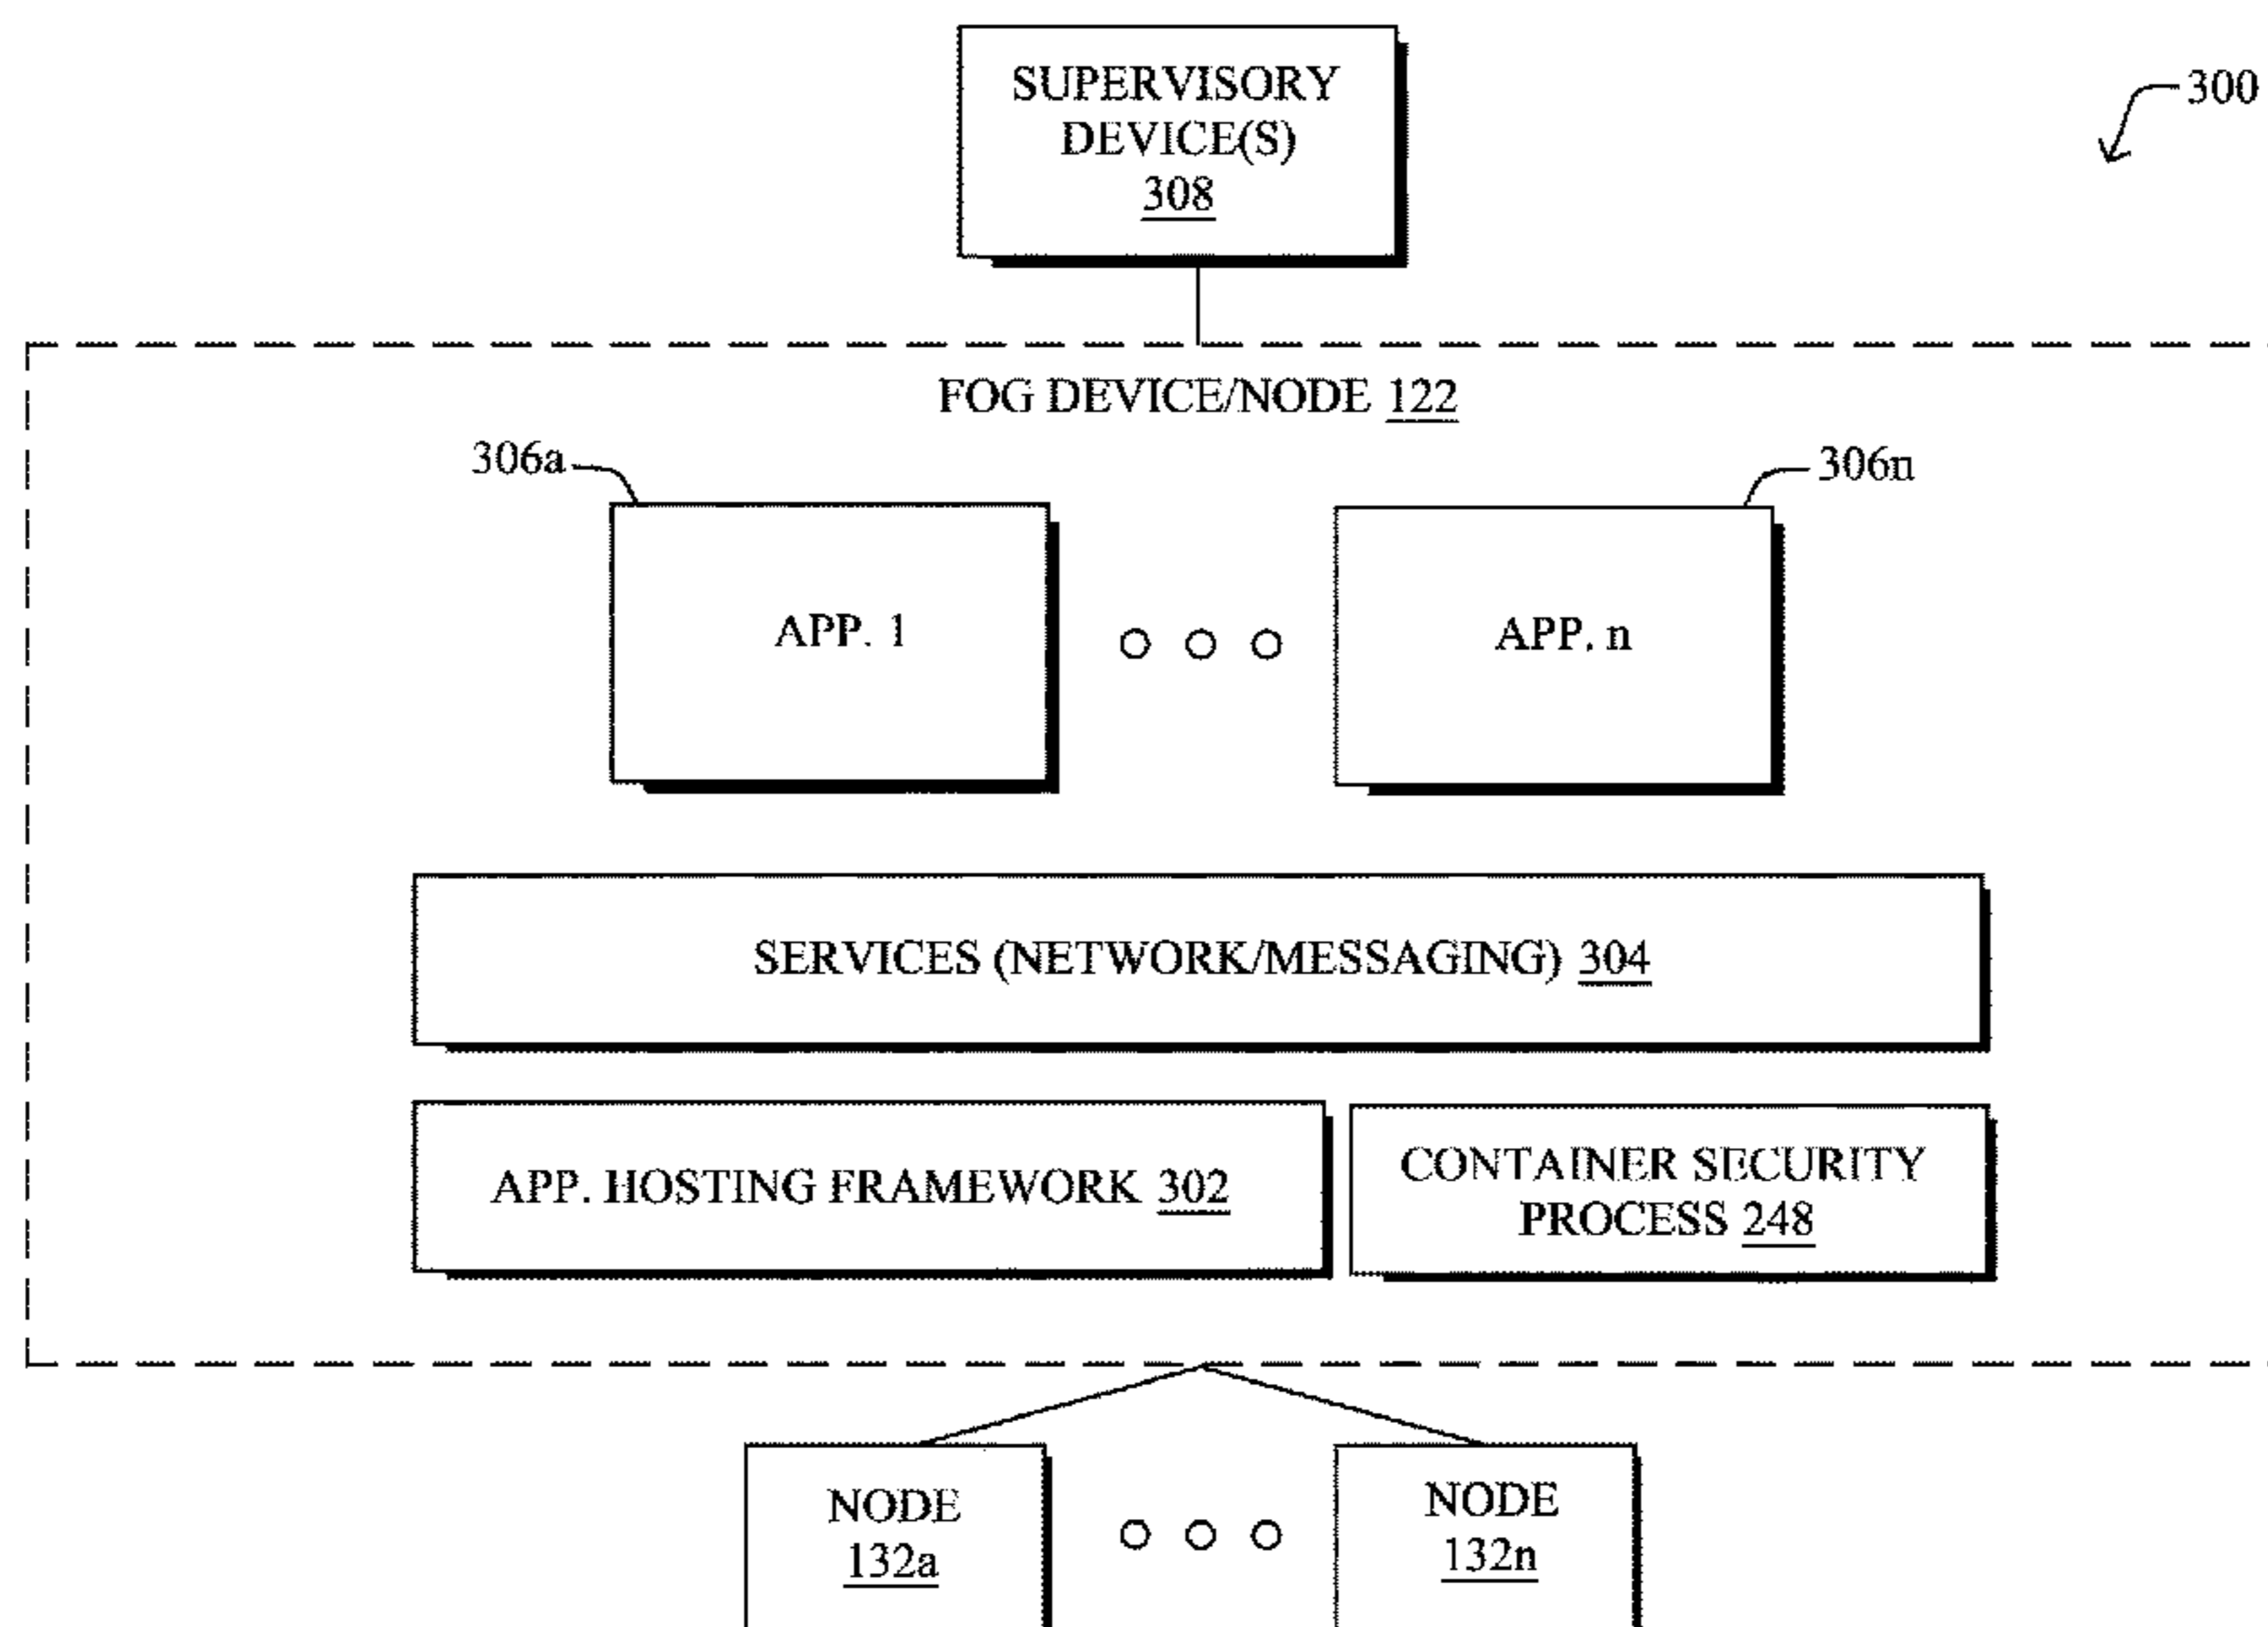 SUPERVISORY
DEVICE(S)
308
300
FOG DEVICE/NODE 122
306a
306n
APP. 1
APP. n
SERVICES (NETWORK/MESSAGING) 304
APP. HOSTING FRAMEWORK 302
CONTAINER SECURITY
PROCESS 248
NODE
132a
NODE
132n